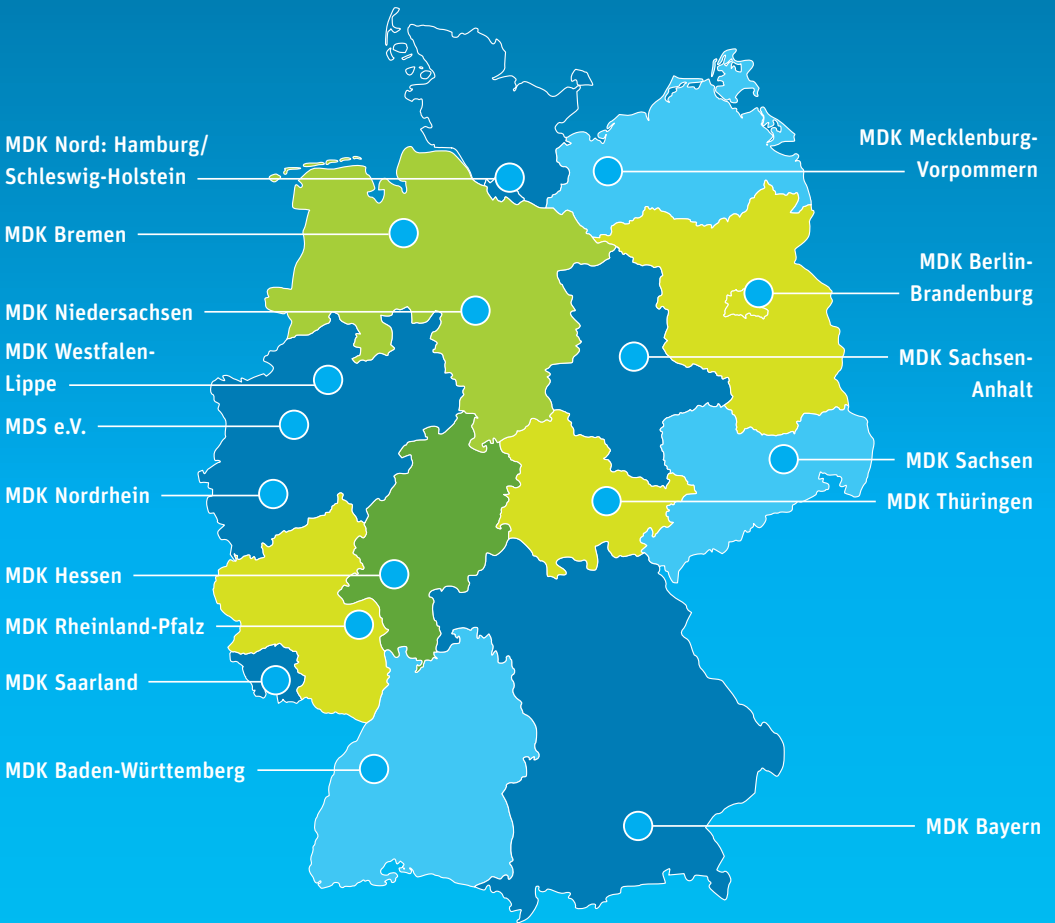 MDK Nord: Hamburg/
Schleswig-Holstein
MDK Bremen
MDK Niedersachsen
MDK Westfalen-
Lippe
MDS e.V.
MDK Nordrhein
MDK Hessen
MDK Rheinland-Pfalz
MDK Saarland
MDK Baden-Württemberg
MDK Mecklenburg-
Vorpommern
MDK Berlin-
Brandenburg
MDK Sachsen-
Anhalt
MDK Sachsen
MDK Thüringen
MDK Bayern